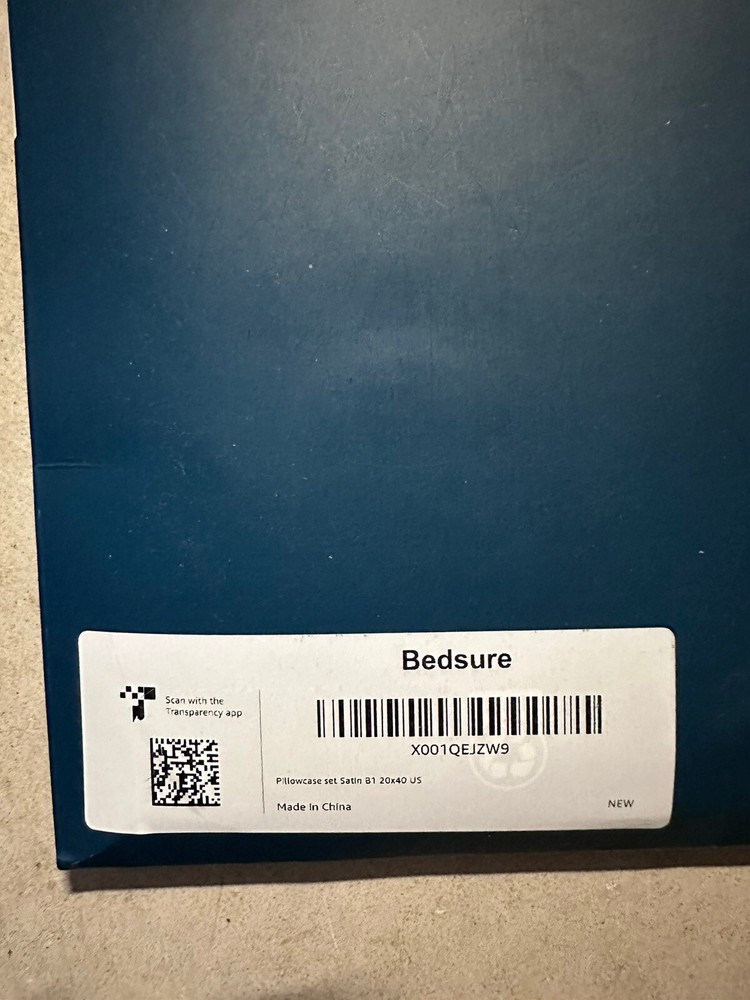 Bedsure
Scan with the
Transparency app
X001QEJZW9
Pillowcase set Satin B1 20x40 US
Made in China
NEW